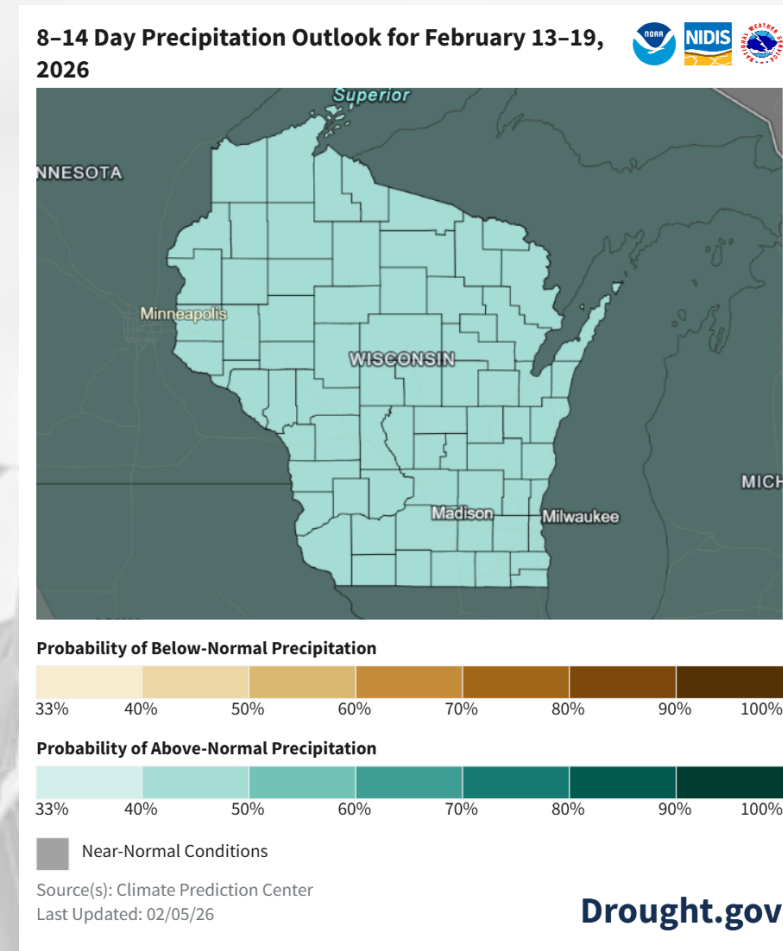 8–14 Day Precipitation Outlook for February 13–19,
2026
NOAA
NIDIS
Superior
NNESOTA
Minneapolis
WISCONSIN
MICH
Madison
Milwaukee
Probability of Below-Normal Precipitation
33% 40% 50% 60% 70% 80% 90% 100%
Probability of Above-Normal Precipitation
33% 40% 50% 60% 70% 80% 90% 100%
Near-Normal Conditions
Source(s): Climate Prediction Center
Last Updated: 02/05/26
Drought.gov